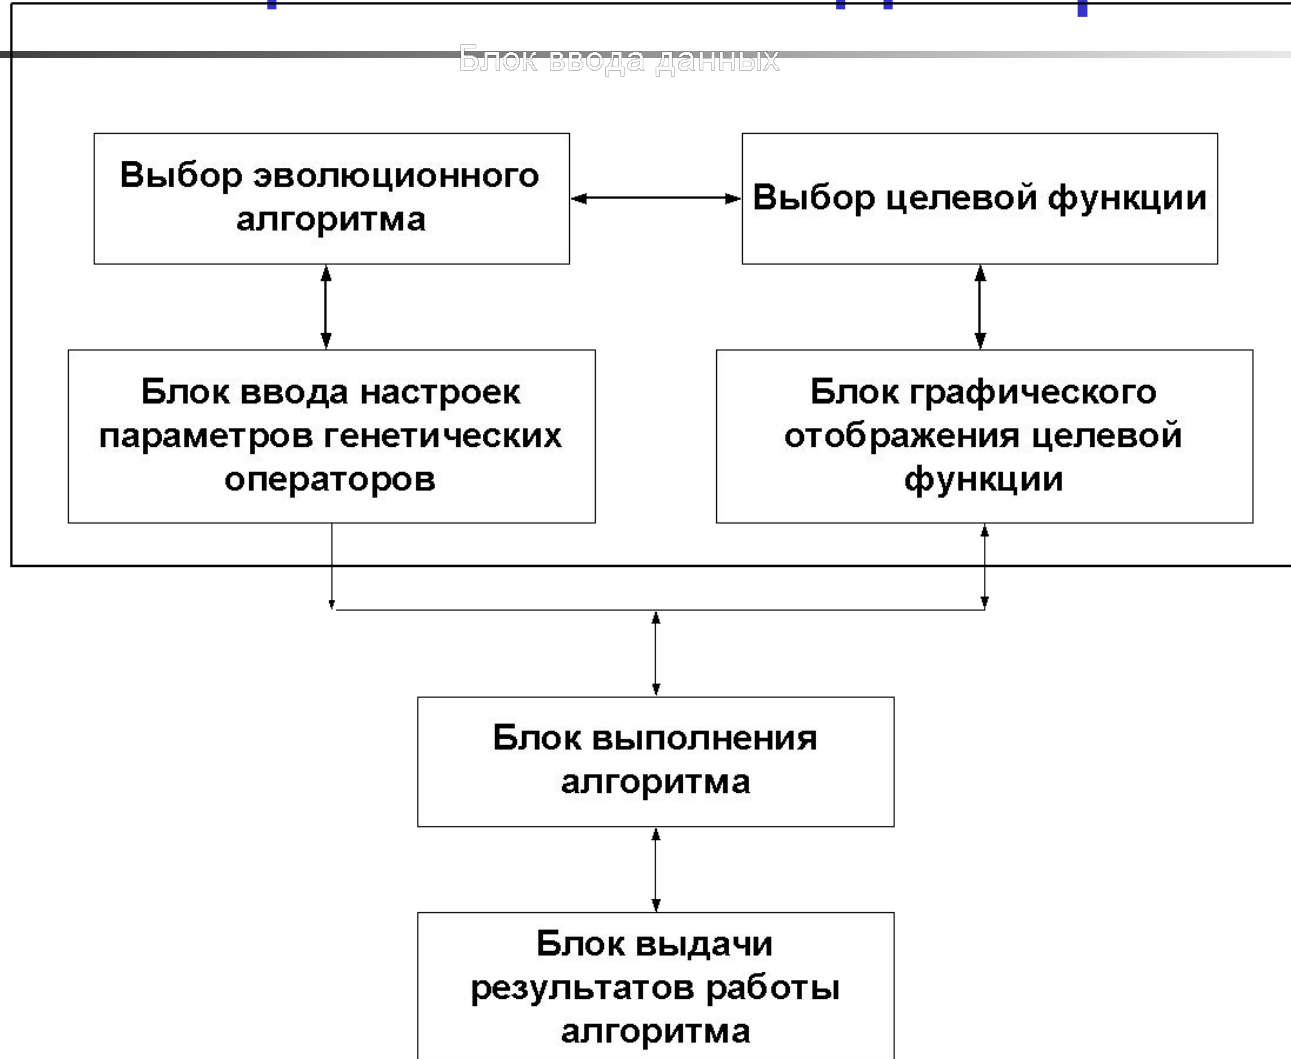 Блок ввода данных
Выбор эволюционного
алгоритма
Выбор целевой функции
Блок ввода настроек
параметров генетических
операторов
Блок графического
отображения целевой
функции
Блок выполнения
алгоритма
Блок выдачи
результатов работы
алгоритма